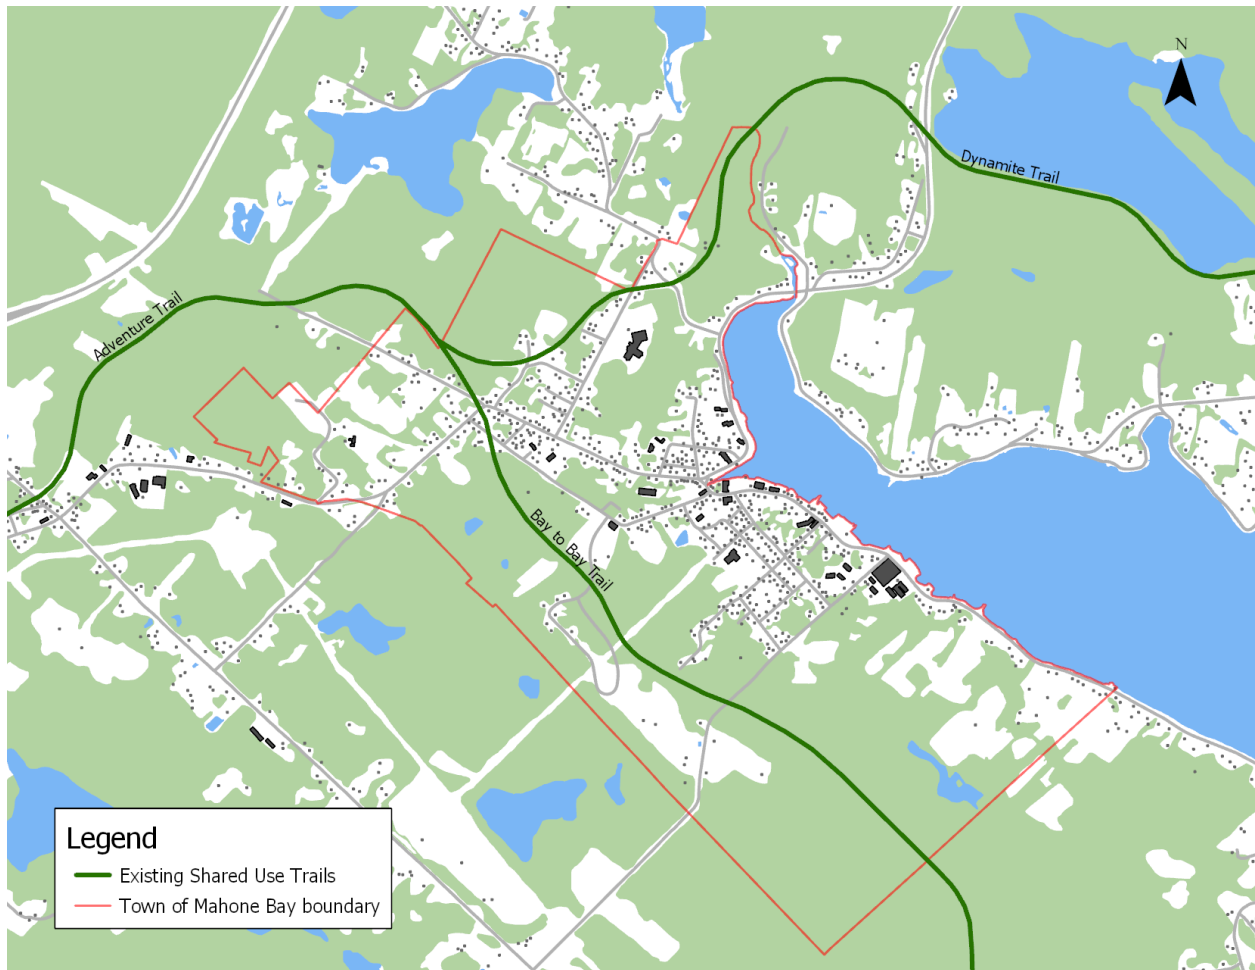 N
Dynamite Trail
Adventure Trail
Bay to Bay Trail
Legend
Existing Shared Use Trails
Town of Mahone Bay boundary